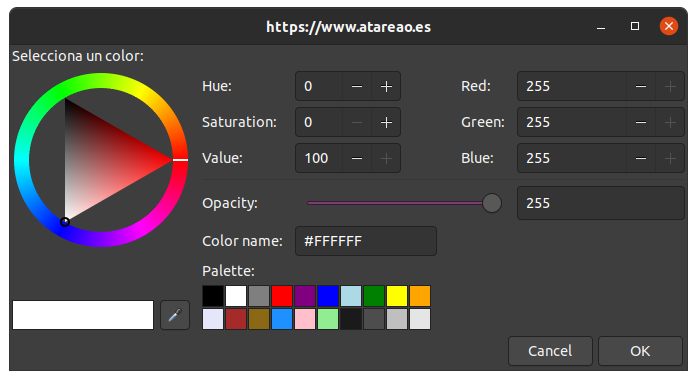 https://www.atareao.es
Selecciona un color:
Hue: 0 Red: 255
Saturation: 0 Green: 255
Value: 100 Blue: 255
Opacity: 255
Color name: #FFFFFF
Palette:
Cancel OK